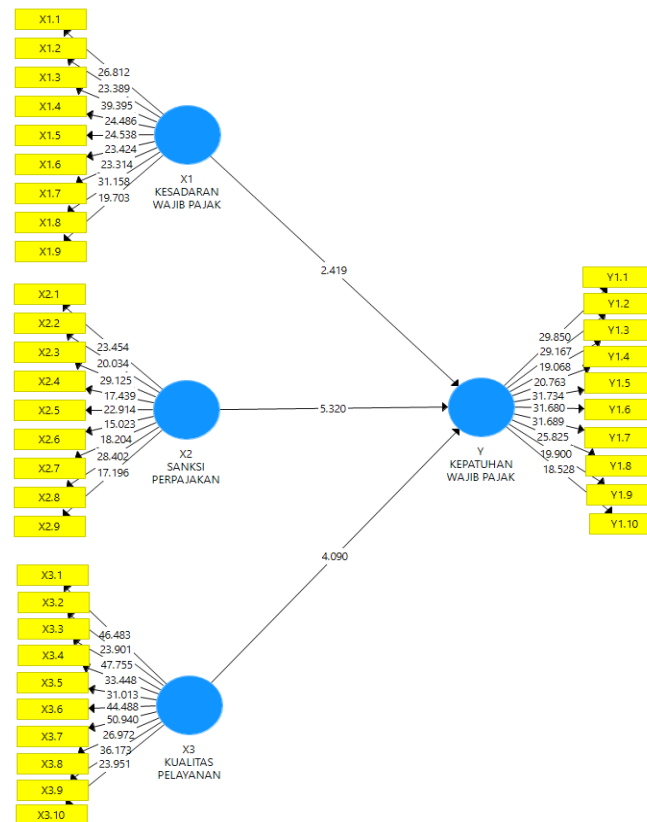 X1.1
X1.2
X1.3
X1.4
X1.5
X1.6
X1.7
X1.8
X1.9
26.812
23.389
39.395
24.486
24.538
23.424
23.314
31.158
19.703
X1
KESADARAN
WAJIB PAJAK
2.419
X2.1
X2.2
X2.3
X2.4
X2.5
X2.6
X2.7
X2.8
X2.9
23.454
20.034
29.125
17.439
22.914
15.023
18.204
28.402
17.196
X2
SANKSI
PERPAJAKAN
5.320
X3.1
X3.2
X3.3
X3.4
X3.5
X3.6
X3.7
X3.8
X3.9
X3.10
46.483
23.901
47.755
33.448
31.013
44.488
50.940
26.972
36.173
23.951
X3
KUALITAS
PELAYANAN
4.090
Y
KEPATUHAN
WAJIB PAJAK
29.850
29.167
19.068
20.763
31.734
31.680
31.689
25.825
19.900
18.528
Y1.1
Y1.2
Y1.3
Y1.4
Y1.5
Y1.6
Y1.7
Y1.8
Y1.9
Y1.10